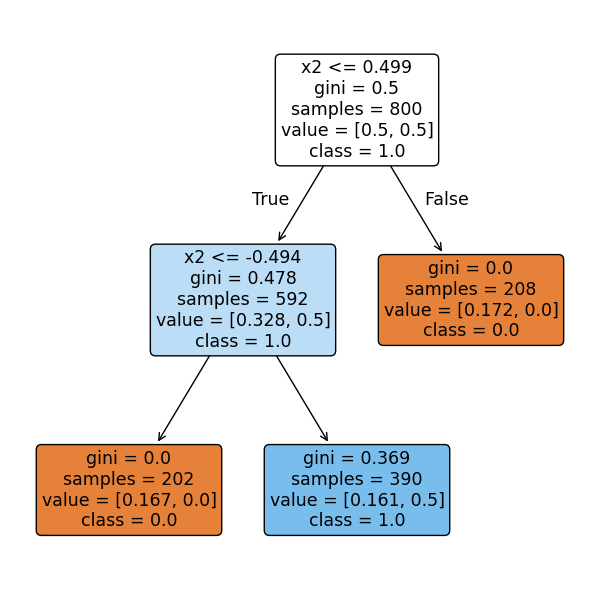 x2 <= 0.499
gini = 0.5
samples = 800
value = [0.5, 0.5]
class = 1.0
True
False
x2 <= -0.494
gini = 0.478
samples = 592
value = [0.328, 0.5]
class = 1.0
gini = 0.0
samples = 208
value = [0.172, 0.0]
class = 0.0
gini = 0.0
samples = 202
value = [0.167, 0.0]
class = 0.0
gini = 0.369
samples = 390
value = [0.161, 0.5]
class = 1.0